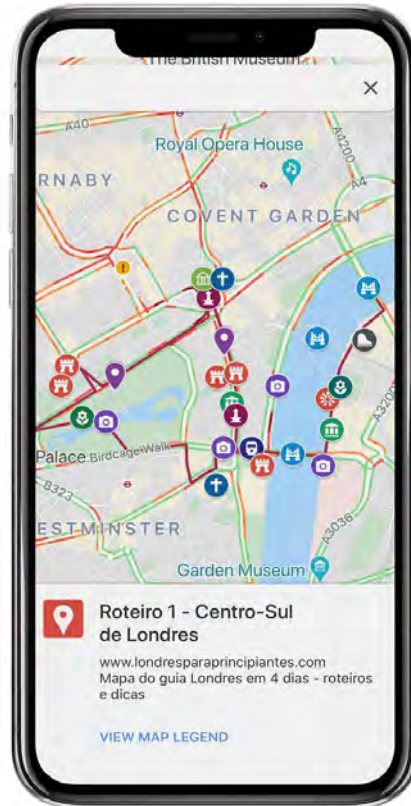 The British Museum
A40
A4200
Royal Opera House
RNABY
A4
COVENT GARDEN
Palace
BirdcageWalk
A3200
B323
ESTMINSTER
A3036
Garden Museum
Roteiro 1 - Centro-Sul
de Londres
www.londresparaprincipiantes.com
Mapa do guia Londres em 4 dias - roteiros
e dicas
VIEW MAP LEGEND